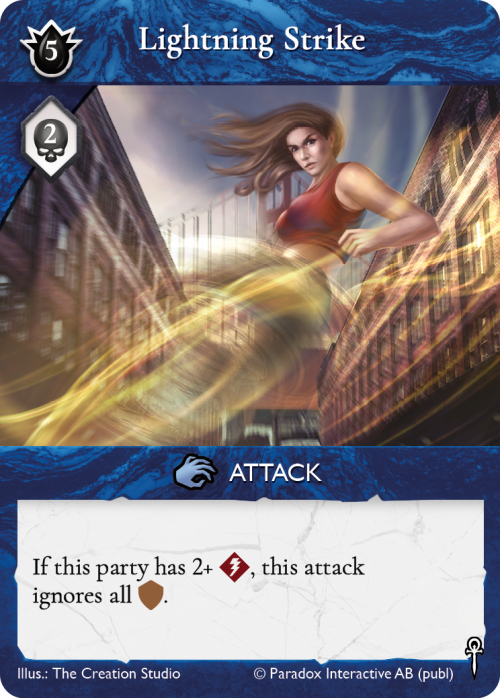 5
Lightning Strike
2
ATTACK
If this party has 2+ , this attack
ignores all .
Illus.: The Creation Studio © Paradox Interactive AB (publ)